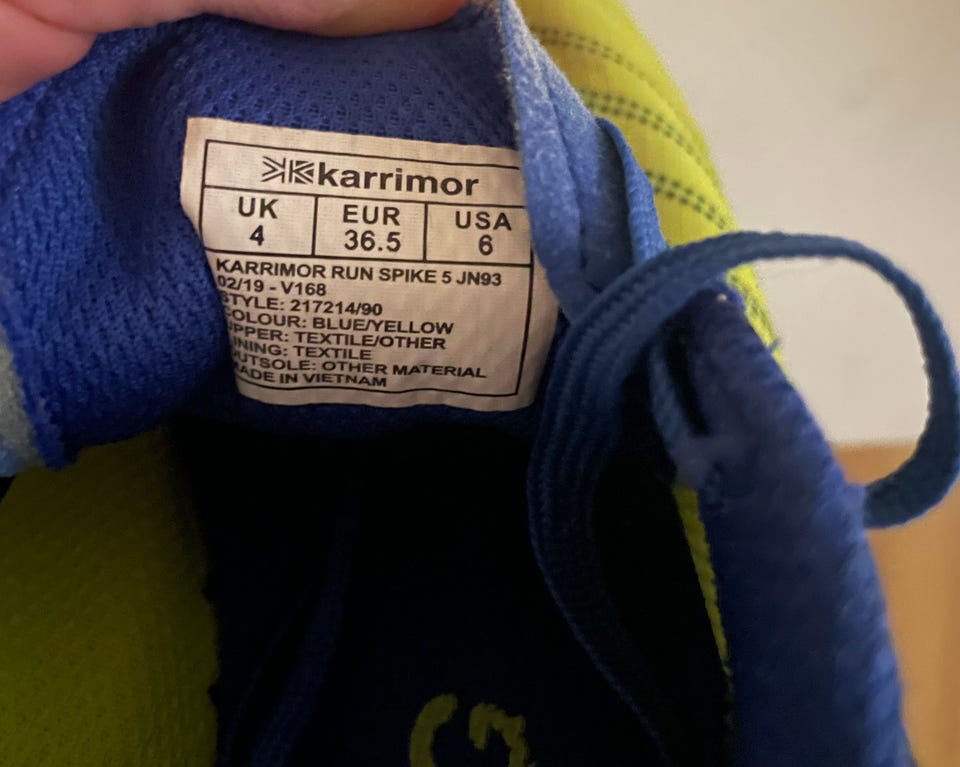 karrimor
UK EUR USA
4 36.5 6
KARRIMOR RUN SPIKE 5 JN93
02/19 - V168
STYLE: 217214/90
COLOUR: BLUE/YELLOW
UPPER: TEXTILE/OTHER
LINING: TEXTILE
OUTSOLE: OTHER MATERIAL
MADE IN VIETNAM